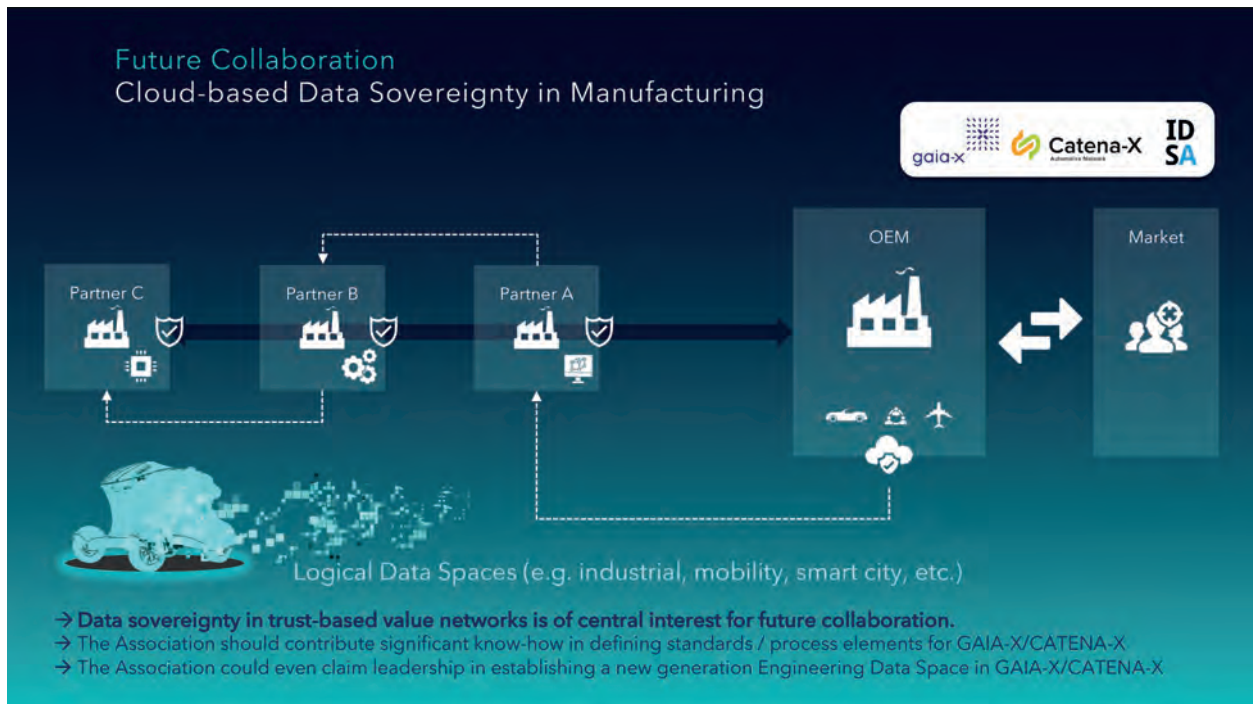 Future Collaboration
Cloud-based Data Sovereignty in Manufacturing
gaia-x
Catena-X
Automotive Network
ID
SA
OEM
Market
Partner C
Partner B
Partner A
Logical Data Spaces (e.g. industrial, mobility, smart city, etc.)
→ Data sovereignty in trust-based value networks is of central interest for future collaboration.
→ The Association should contribute significant know-how in defining standards / process elements for GAIA-X/CATENA-X
→ The Association could even claim leadership in establishing a new generation Engineering Data Space in GAIA-X/CATENA-X